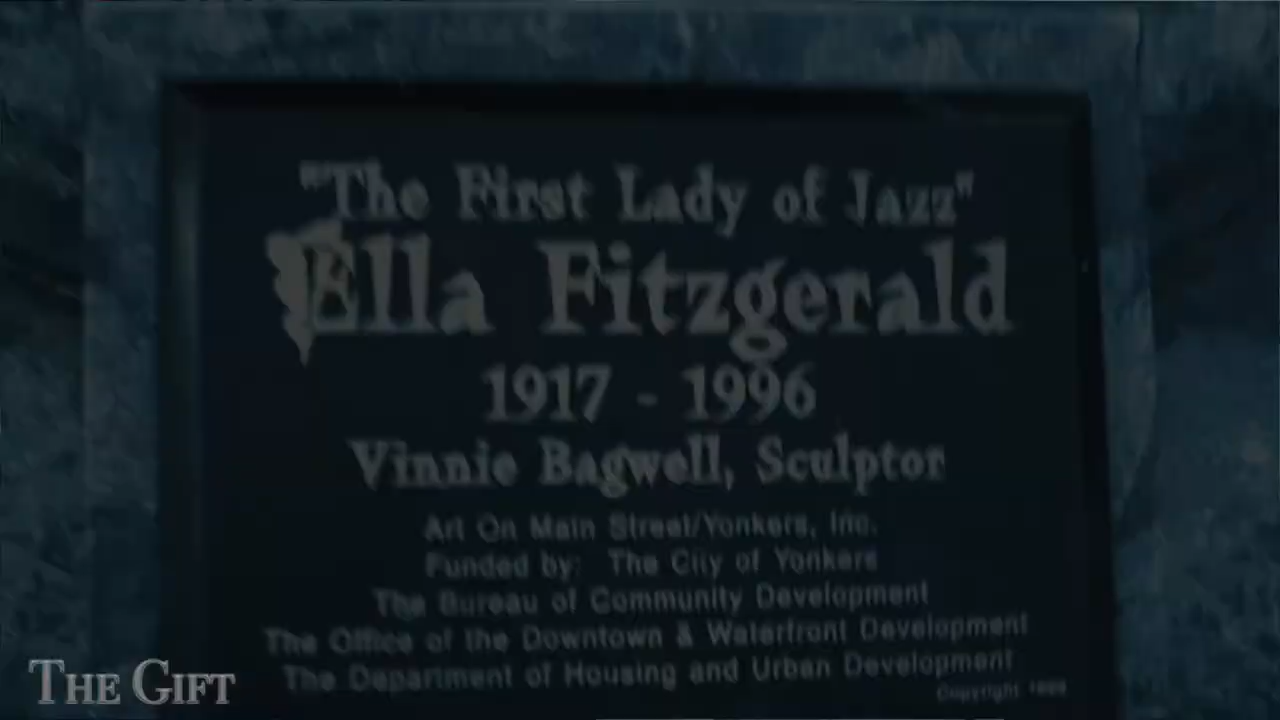 "The First Lady of Jazz"
Ella Fitzgerald
1917 - 1996
Vinnie Bagwell, Sculptor
Art On Main Street/Yonkers, Inc.
Funded by: The City of Yonkers
The Bureau of Community Development
The Office of the Downtown & Waterfront Development
The Department of Housing and Urban Development
Copyright
THE GIFT